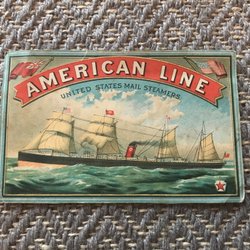 AMERICAN LINE
UNITED STATES MAIL STEAMERS